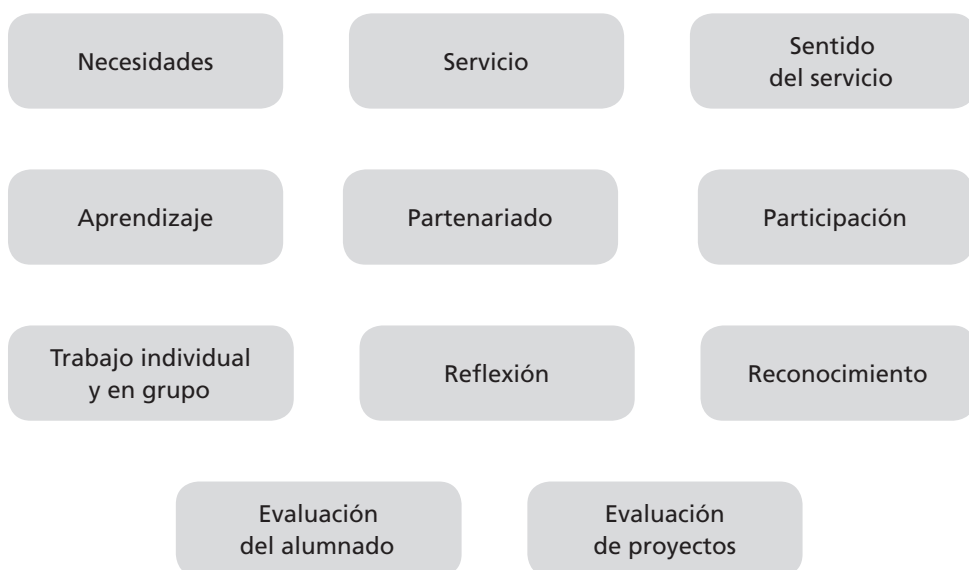 Necesidades
Servicio
Sentido
del servicio
Aprendizaje
Partenariado
Participación
Trabajo individual
y en grupo
Reflexión
Reconocimiento
Evaluación
del alumnado
Evaluación
de proyectos